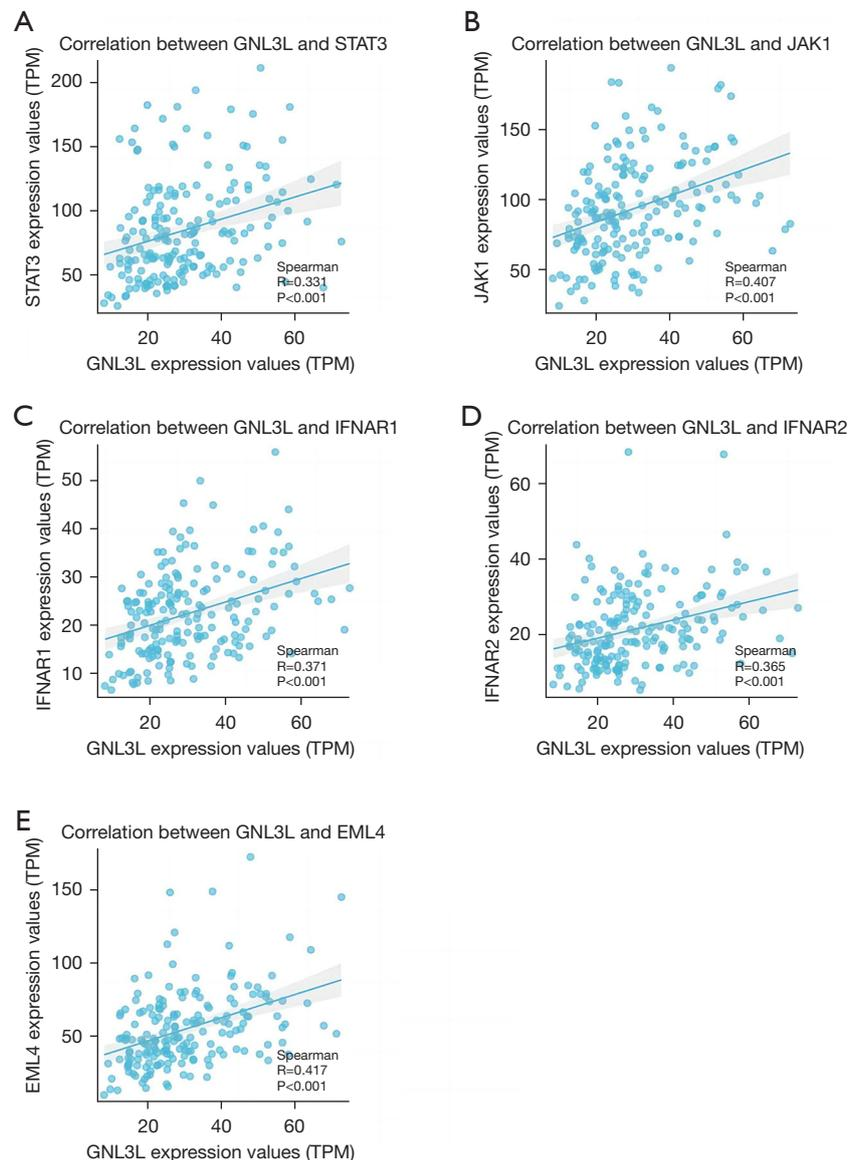 A
Correlation between GNL3L and STAT3
STAT3 expression values (TPM)
200
150
100
50
Spearman
R=0.331
P<0.001
20
40
60
GNL3L expression values (TPM)
B
Correlation between GNL3L and JAK1
JAK1 expression values (TPM)
150
100
50
Spearman
R=0.407
P<0.001
20
40
60
GNL3L expression values (TPM)
C
Correlation between GNL3L and IFNAR1
IFNAR1 expression values (TPM)
50
40
30
20
10
Spearman
R=0.371
P<0.001
20
40
60
GNL3L expression values (TPM)
D
Correlation between GNL3L and IFNAR2
IFNAR2 expression values (TPM)
60
40
20
Spearman
R=0.365
P<0.001
20
40
60
GNL3L expression values (TPM)
E
Correlation between GNL3L and EML4
EML4 expression values (TPM)
150
100
50
Spearman
R=0.417
P<0.001
20
40
60
GNL3L expression values (TPM)